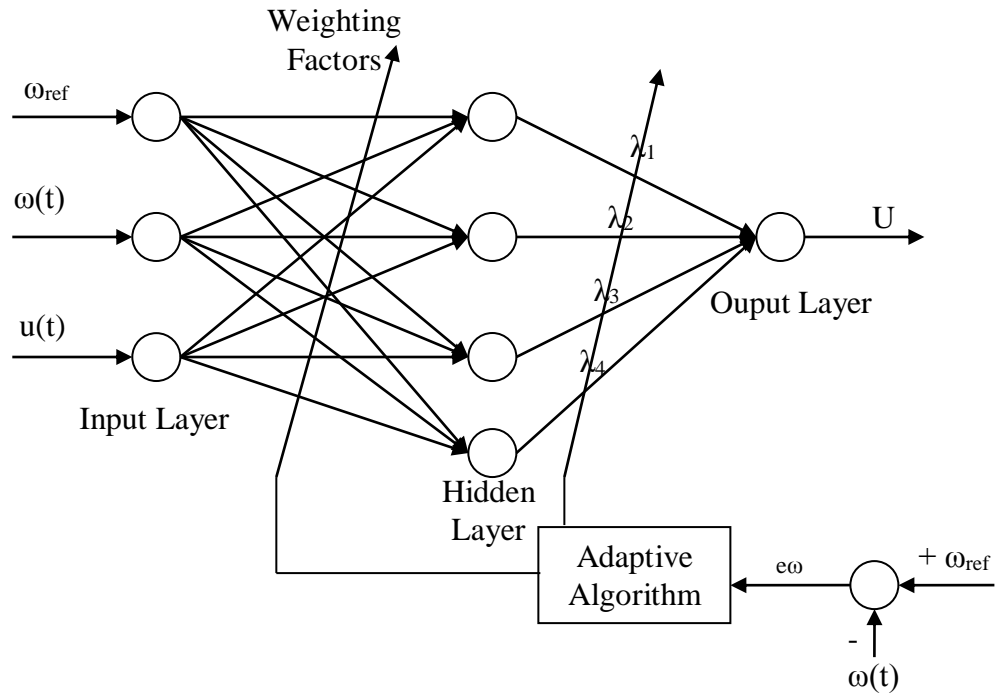 Weighting
Factors
ωref
ω(t)
u(t)
Input Layer
λ1
λ2
λ3
λ4
U
Ouput Layer
Hidden
Layer
Adaptive
Algorithm
eω
+ ωref
-
ω(t)